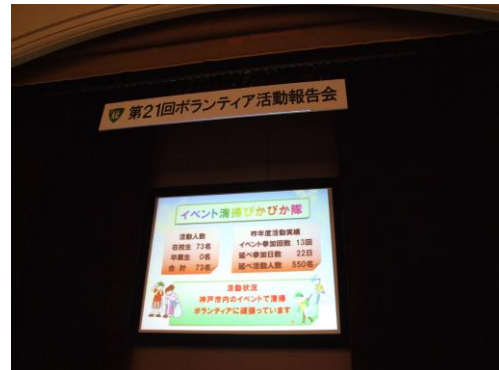 第21回ボランティア活動報告会
イベント清掃ぴかぴか隊
活動人数
在校生 73名
卒業生 0名
合計 73名
昨年度活動実績
イベント参加回数 13回
延べ参加日数 22日
延べ活動人数 550名
活動状況
神戸市内のイベントで清掃
ボランティアに頑張っています